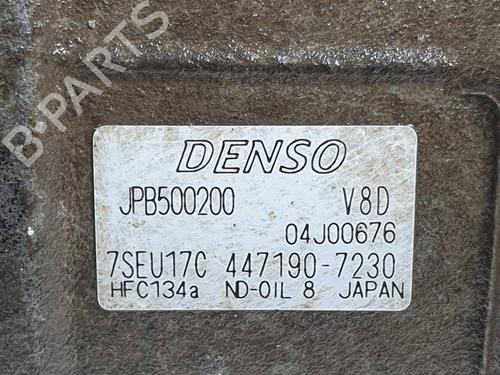 B-PARTS
DENSO
JPB500200 V8D
04J00676
7SEU17C 447190-7230
HFC134a ND-OIL 8 JAPAN